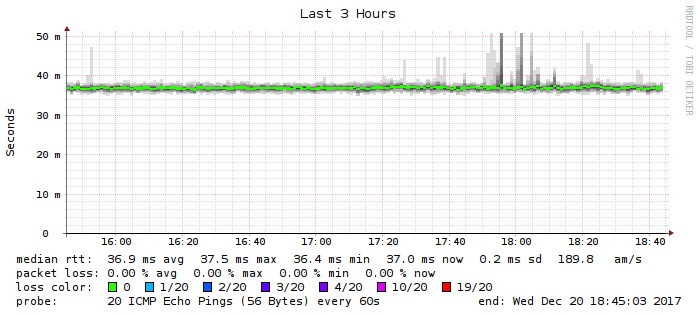 Last 3 Hours
RRDTOOL / TOBI OETIKER
Seconds
50 m
40 m
30 m
20 m
10 m
0
16:00 16:20 16:40 17:00 17:20 17:40 18:00 18:20 18:40
median rtt: 36.9 ms avg 37.5 ms max 36.4 ms min 37.0 ms now 0.2 ms sd 189.8 am/s
packet loss: 0.00 % avg 0.00 % max 0.00 % min 0.00 % now
loss color: 0 1/20 2/20 3/20 4/20 10/20 19/20
probe: 20 ICMP Echo Pings (56 Bytes) every 60s end: Wed Dec 20 18:45:03 2017